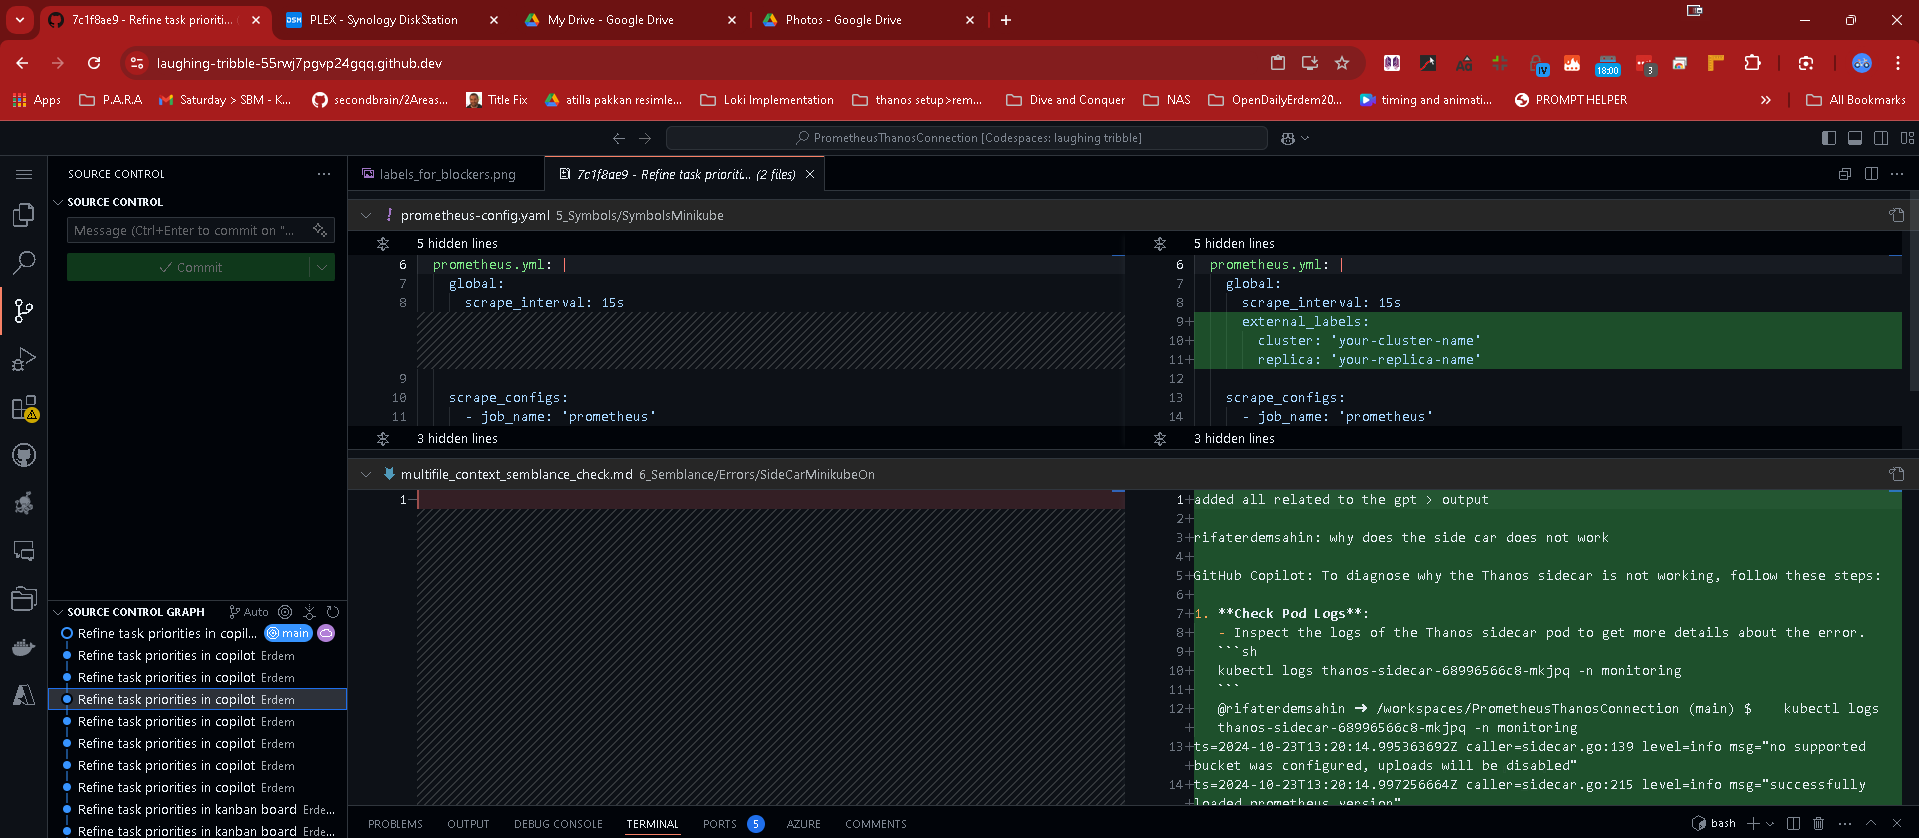 7c1f8ae9 - Refine task prioriti...
PLEX - Synology DiskStation
My Drive - Google Drive
Photos - Google Drive
laughing-tribble-55rwj7pgvp24gqq.github.dev
IV
18:00
3
Apps
P.A.R.A
Saturday > SBM - K...
secondbrain/2Areas...
Title Fix
atilla pakkan resimle...
Loki Implementation
thanos setup>rem...
Dive and Conquer
NAS
OpenDailyErdem20...
timing and animati...
PROMPT HELPER
All Bookmarks
PrometheusThanosConnection [Codespaces: laughing tribble]
SOURCE CONTROL
labels_for_blockers.png
7c1f8ae9 - Refine task prioriti... (2 files)
SOURCE CONTROL
Message (Ctrl+Enter to commit on "...
Commit
prometheus-config.yaml 5_Symbols/SymbolsMinikube
5 hidden lines
6 prometheus.yml: |
7 global:
8 scrape_interval: 15s
9
10 scrape_configs:
11 - job_name: 'prometheus'
3 hidden lines
5 hidden lines
6 prometheus.yml: |
7 global:
8 scrape_interval: 15s
9+ external_labels:
10+ cluster: 'your-cluster-name'
11+ replica: 'your-replica-name'
12
13 scrape_configs:
14 - job_name: 'prometheus'
3 hidden lines
multifile_context_semblance_check.md 6_Semblance/Errors/SideCarMinikubeOn
1-
1+ added all related to the gpt > output
2+
3+ rifaterdemsahin: why does the side car does not work
4+
5+ GitHub Copilot: To diagnose why the Thanos sidecar is not working, follow these steps:
6+
7+ 1. **Check Pod Logs**:
8+ - Inspect the logs of the Thanos sidecar pod to get more details about the error.
9+ ```sh
10+ kubectl logs thanos-sidecar-68996566c8-mkjpq -n monitoring
11+ ```
12+ @rifaterdemsahin ➜ /workspaces/PrometheusThanosConnection (main) $ kubectl logs
+ thanos-sidecar-68996566c8-mkjpq -n monitoring
13+ ts=2024-10-23T13:20:14.995363692Z caller=sidecar.go:139 level=info msg="no supported
+ bucket was configured, uploads will be disabled"
14+ ts=2024-10-23T13:20:14.997256664Z caller=sidecar.go:215 level=info msg="successfully
+ loaded prometheus version"
SOURCE CONTROL GRAPH
Auto
Refine task priorities in copil... main
Refine task priorities in copilot Erdem
Refine task priorities in copilot Erdem
Refine task priorities in copilot Erdem
Refine task priorities in copilot Erdem
Refine task priorities in copilot Erdem
Refine task priorities in copilot Erdem
Refine task priorities in copilot Erdem
Refine task priorities in kanban board Erde...
Refine task priorities in kanban board Erde...
PROBLEMS
OUTPUT
DEBUG CONSOLE
TERMINAL
PORTS 5
AZURE
COMMENTS
bash